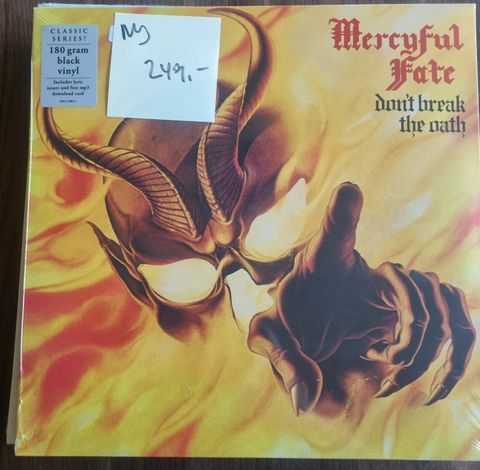 CLASSIC
SERIES!
180 gram
black
vinyl
Includes lyric
insert and free mp3
download card
Ny
249,-
Mercyful
Fate
don't break
the oath